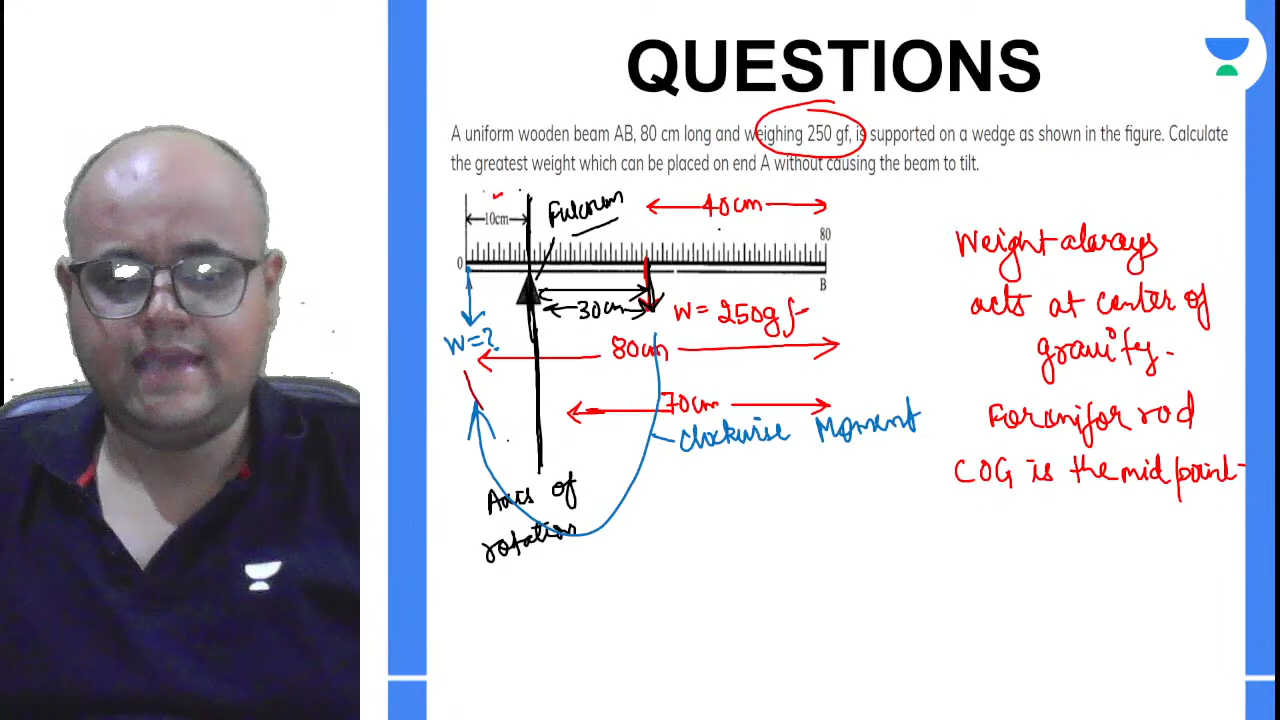 QUESTIONS
A uniform wooden beam AB, 80 cm long and weighing 250 gf, is supported on a wedge as shown in the figure. Calculate
the greatest weight which can be placed on end A without causing the beam to tilt.
Fulcrum
10cm
40cm
80
0
A
B
30cm
W = 250gf
W=?
80cm
70cm
Clockwise Moment
Axis of
rotation
Weight always
acts at center of
gravity.
For unifor rod
COG is the midpoint